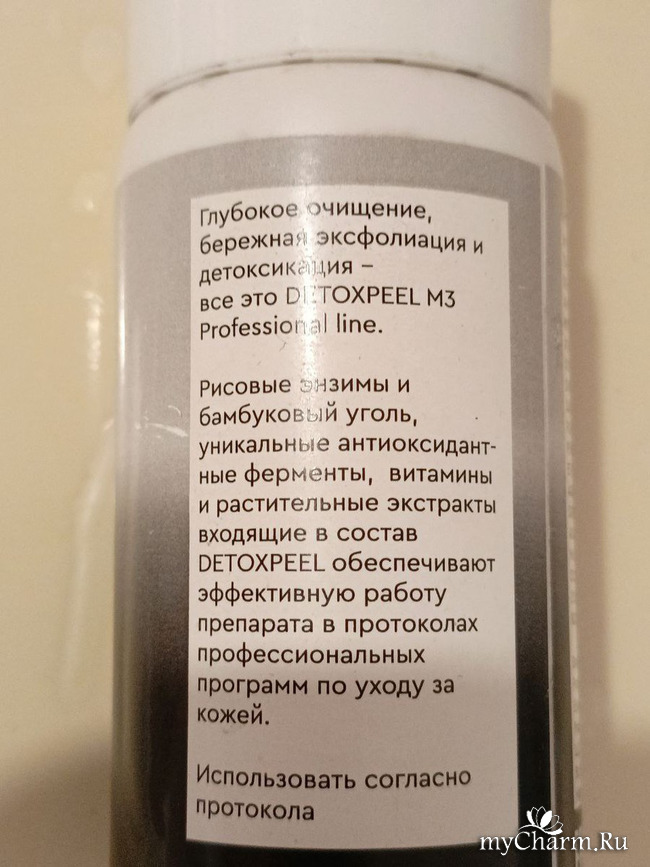 Глубокое очищение,
бережная эксфолиация и
детоксикация –
все это DETOXPEEL M3
Professional line.
Рисовые энзимы и
бамбуковый уголь,
уникальные антиоксидант-
ные ферменты, витамины
и растительные экстракты
входящие в состав
DETOXPEEL обеспечивают
эффективную работу
препарата в протоколах
профессиональных
программ по уходу за
кожей.
Использовать согласно
протокола
myCharm.Ru